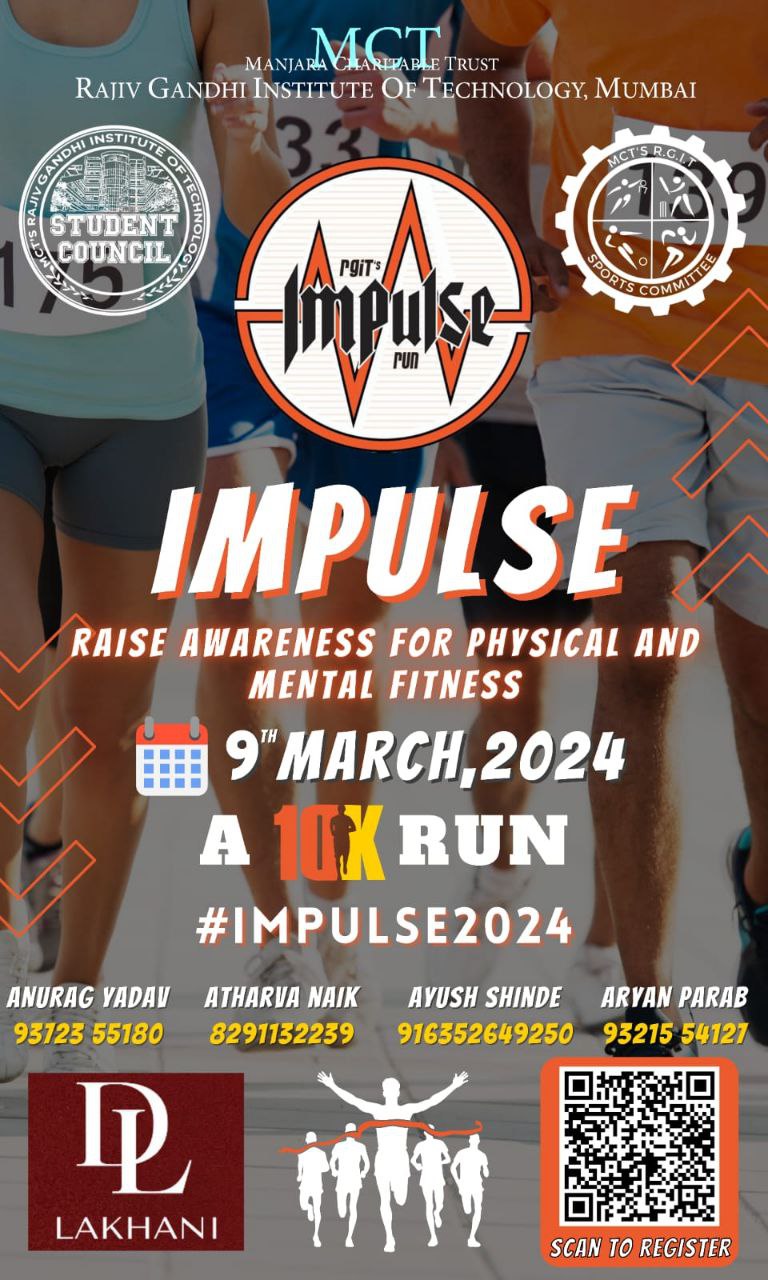 MCT
MANJARA CHARITABLE TRUST
RAJIV GANDHI INSTITUTE OF TECHNOLOGY, MUMBAI
33
MCT'S RAJIV GANDHI INSTITUTE OF TECHNOLOGY
STUDENT
COUNCIL
175
RGIT'S
Impulse
RUN
MCT'S R.G.I.T
SPORTS COMMITTEE
189
IMPULSE
RAISE AWARENESS FOR PHYSICAL AND
MENTAL FITNESS
9TH MARCH,2024
A 10K RUN
#IMPULSE2024
ANURAG YADAV ATHARVA NAIK AYUSH SHINDE ARYAN PARAB
93723 55180 8291132239 916352649250 93215 54127
DL
LAKHANI
SCAN TO REGISTER